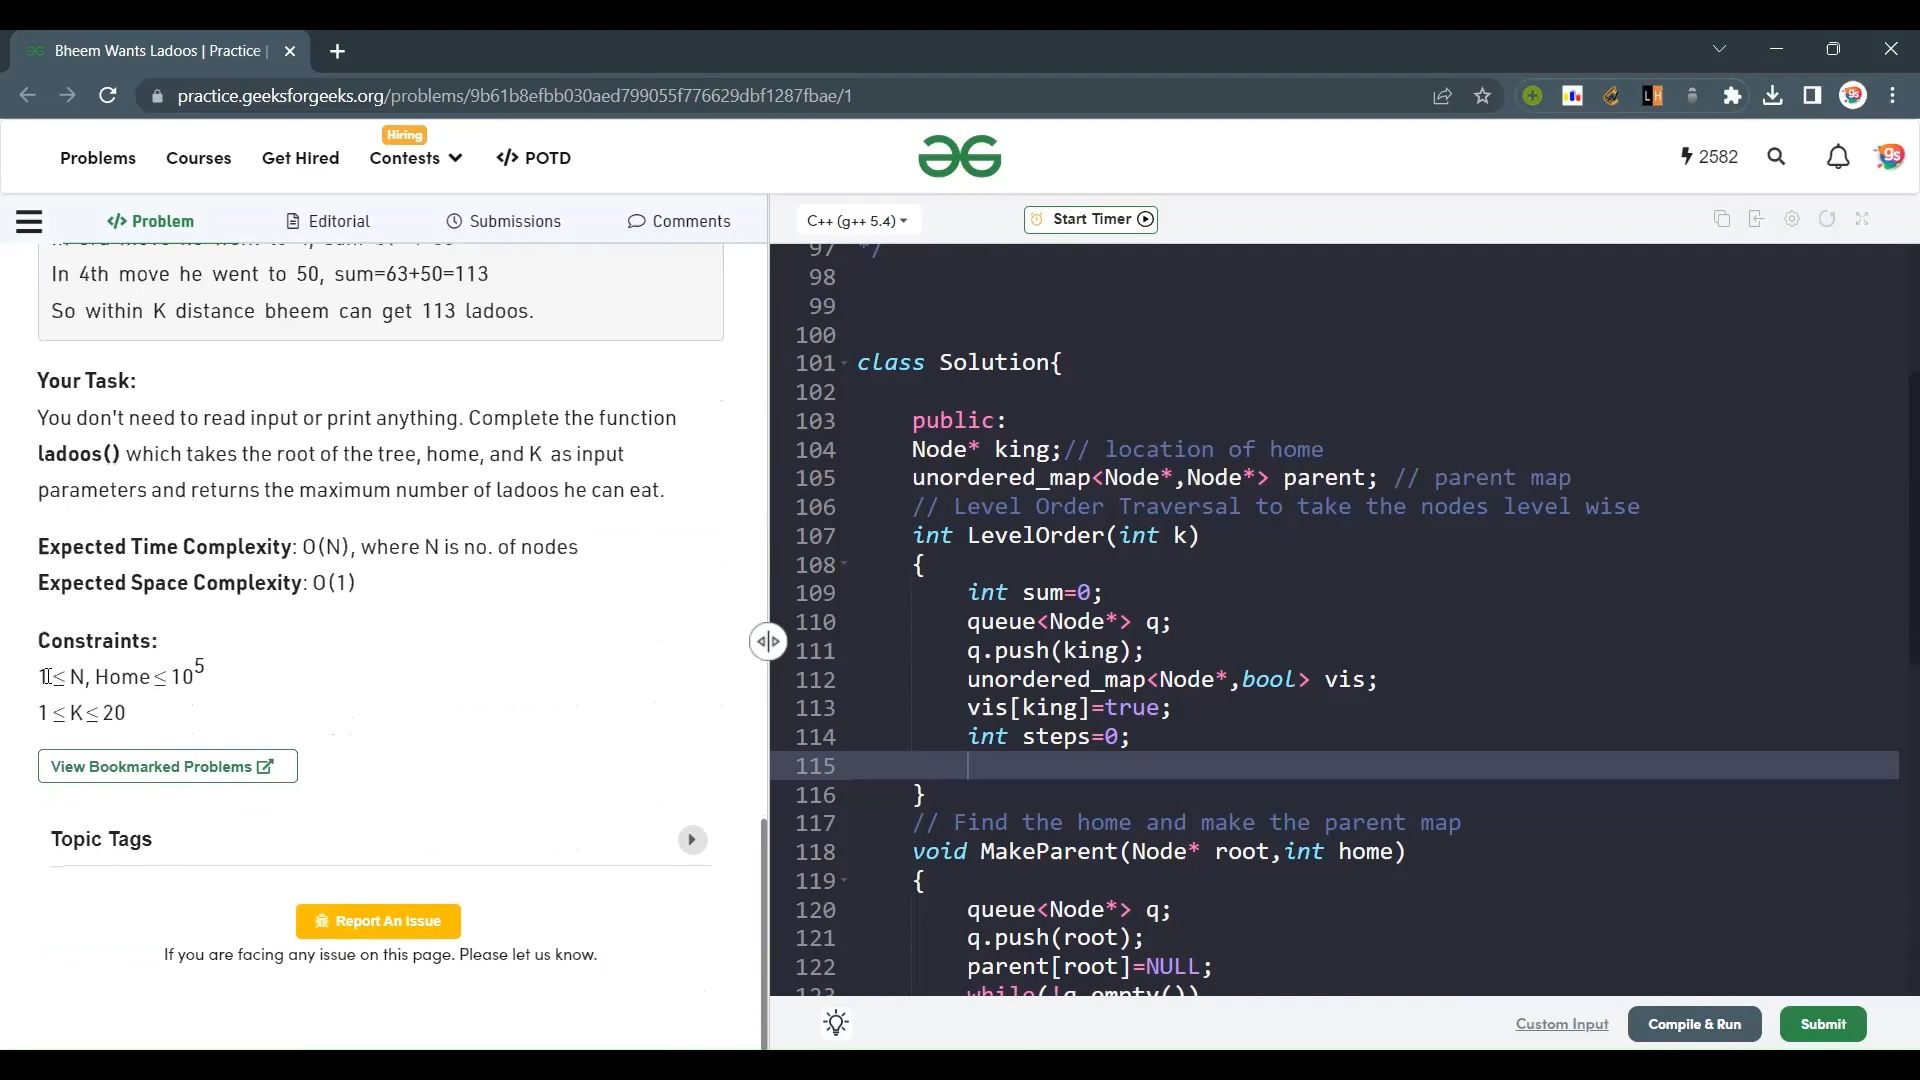 Bheem Wants Ladoos | Practice |
practice.geeksforgeeks.org/problems/9b61b8efbb030aed799055f776629dbf1287fbae/1
Hiring
Problems Courses Get Hired Contests </> POTD
2582
</> Problem Editorial Submissions Comments
C++ (g++ 5.4) Start Timer
In 4th move he went to 50, sum=63+50=113
So within K distance bheem can get 113 ladoos.
Your Task:
You don't need to read input or print anything. Complete the function
ladoos() which takes the root of the tree, home, and K as input
parameters and returns the maximum number of ladoos he can eat.
Expected Time Complexity: O(N), where N is no. of nodes
Expected Space Complexity: O(1)
Constraints:
1 ≤ N, Home ≤ 10^5
1 ≤ K ≤ 20
View Bookmarked Problems
Topic Tags
Report An Issue
If you are facing any issue on this page. Please let us know.
97 */
98
99
100
101 class Solution{
102
103 public:
104 Node* king;// location of home
105 unordered_map<Node*,Node*> parent; // parent map
106 // Level Order Traversal to take the nodes level wise
107 int LevelOrder(int k)
108 {
109 int sum=0;
110 queue<Node*> q;
111 q.push(king);
112 unordered_map<Node*,bool> vis;
113 vis[king]=true;
114 int steps=0;
115
116 }
117 // Find the home and make the parent map
118 void MakeParent(Node* root,int home)
119 {
120 queue<Node*> q;
121 q.push(root);
122 parent[root]=NULL;
123 while(!q.empty())
Custom Input Compile & Run Submit